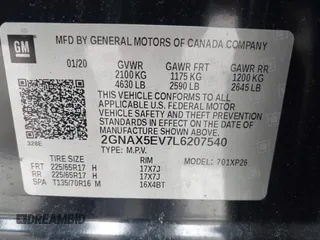 GM
MFD BY GENERAL MOTORS OF CANADA COMPANY
01/20 GVWR GAWR FRT GAWR RR
2100 KG 1175 KG 1200 KG
4630 LB 2590 LB 2645 LB
THIS VEHICLE CONFORMS TO ALL
APPLICABLE U.S. FEDERAL MOTOR
VEHICLE SAFETY, BUMPER, AND THEFT
PREVENTION STANDARDS IN EFFECT ON
THE DATE OF MANUFACTURE SHOWN ABOVE.
2GNAX5EV7L6207540
TYPE: M.P.V.
TIRE SIZE RIM MODEL: 701XP26
FRT 225/65R17 H 17X7J
RR 225/65R17 H 17X7J
SPA T135/70R16 M 16X4BT